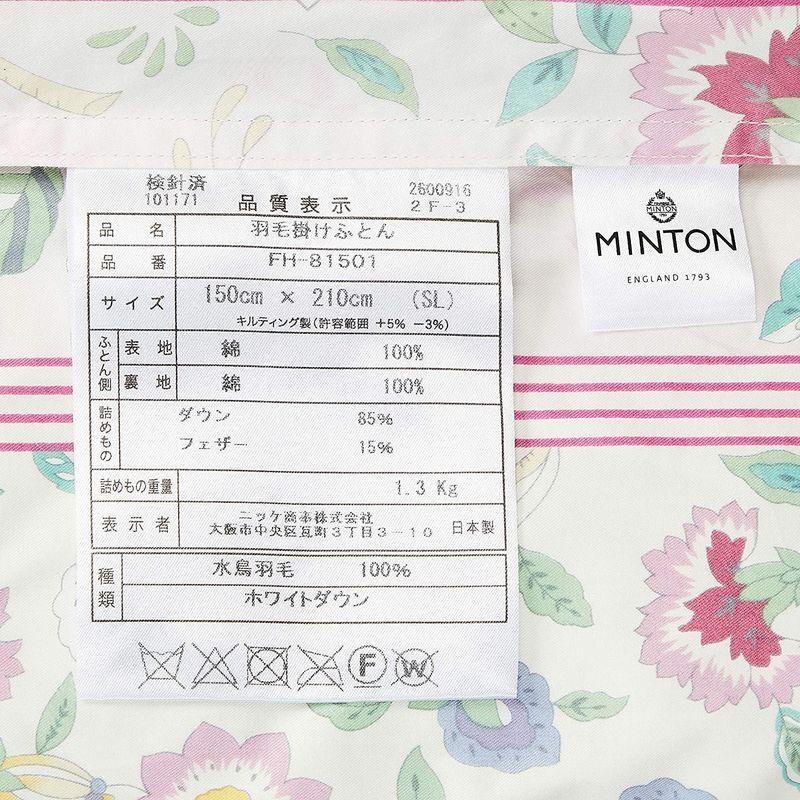 検針済
101171
品質表示
2600916
2F-3
品名 羽毛掛けふとん
品番 FH-81501
サイズ 150cm × 210cm (SL)
キルティング製(許容範囲 +5% -3%)
ふとん側 表地 綿 100%
裏地 綿 100%
詰めもの ダウン 85%
フェザー 15%
詰めもの重量 1.3 Kg
表示者 ニッケ商事株式会社
大阪市中央区瓦町3丁目3-10 日本製
種類 水鳥羽毛 100%
ホワイトダウン
F W
MINTON
MINTON
ENGLAND 1793